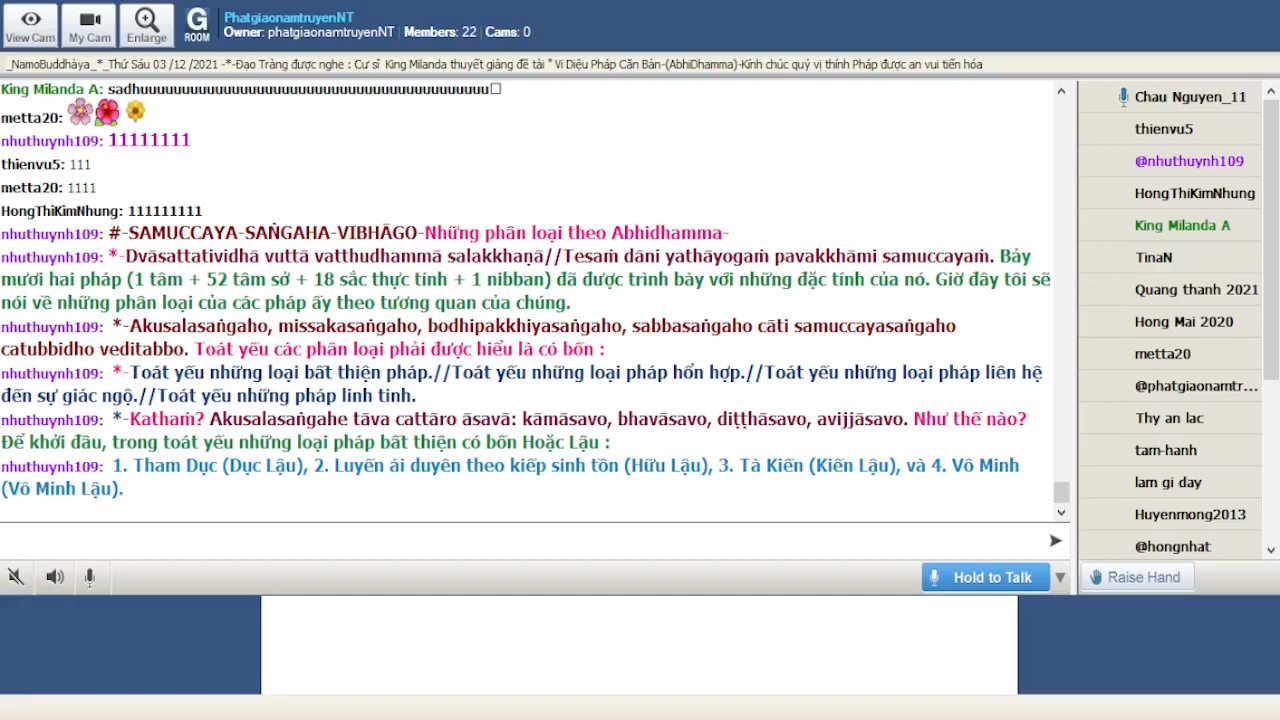 View Cam
My Cam
Enlarge
G
ROOM
PhatgiaonamtruyenNT
Owner: phatgiaonamtruyenNT | Members: 22 | Cams: 0
_NamoBuddhàya_*_Thứ Sáu 03 /12 /2021 -*-Đạo Tràng được nghe : Cư sĩ King Milanda thuyết giảng đề tài " Vi Diệu Pháp Căn Bản-(AbhiDhamma)-Kính chúc quý vị thính Pháp được an vui tiến hóa
King Milanda A: sadhuuuuuuuuuuuuuuuuuuuuuuuuuuuuuuuuuuuuuuuuuu
metta20:
nhuthuynh109: 11111111
thienvu5: 111
metta20: 1111
HongThiKimNhung: 111111111
nhuthuynh109: #-SAMUCCAYA-SAṄGAHA-VIBHĀGO-Những phân loại theo Abhidhamma-
nhuthuynh109: *-Dvāsattatividhā vuttā vatthudhammā salakkhaṇā//Tesaṁ dāni yathāyogaṁ pavakkhāmi samuccayaṁ. Bảy
mươi hai pháp (1 tâm + 52 tâm sở + 18 sắc thực tính + 1 nibban) đã được trình bày với những đặc tính của nó. Giờ đây tôi sẽ
nói về những phân loại của các pháp ấy theo tương quan của chúng.
nhuthuynh109: *-Akusalasaṅgaho, missakasaṅgaho, bodhipakkhiyasaṅgaho, sabbasaṅgaho cāti samuccayasaṅgaho
catubbidho veditabbo. Toát yếu các phân loại phải được hiểu là có bốn :
nhuthuynh109: *-Toát yếu những loại bất thiện pháp.//Toát yếu những loại pháp hổn hợp.//Toát yếu những loại pháp liên hệ
đến sự giác ngộ.//Toát yếu những pháp linh tinh.
nhuthuynh109: *-Kathaṁ? Akusalasaṅgahe tāva cattāro āsavā: kāmāsavo, bhavāsavo, diṭṭhāsavo, avijjāsavo. Như thế nào?
Để khởi đầu, trong toát yếu những loại pháp bất thiện có bốn Hoặc Lậu :
nhuthuynh109: 1. Tham Dục (Dục Lậu), 2. Luyến ái duyên theo kiếp sinh tồn (Hữu Lậu), 3. Tà Kiến (Kiến Lậu), và 4. Vô Minh
(Vô Minh Lậu).
Chau Nguyen_11
thienvu5
@nhuthuynh109
HongThiKimNhung
King Milanda A
TinaN
Quang thanh 2021
Hong Mai 2020
metta20
@phatgiaonamtr...
Thy an lac
tam-hanh
lam gi day
Huyenmong2013
@hongnhat
Hold to Talk
Raise Hand